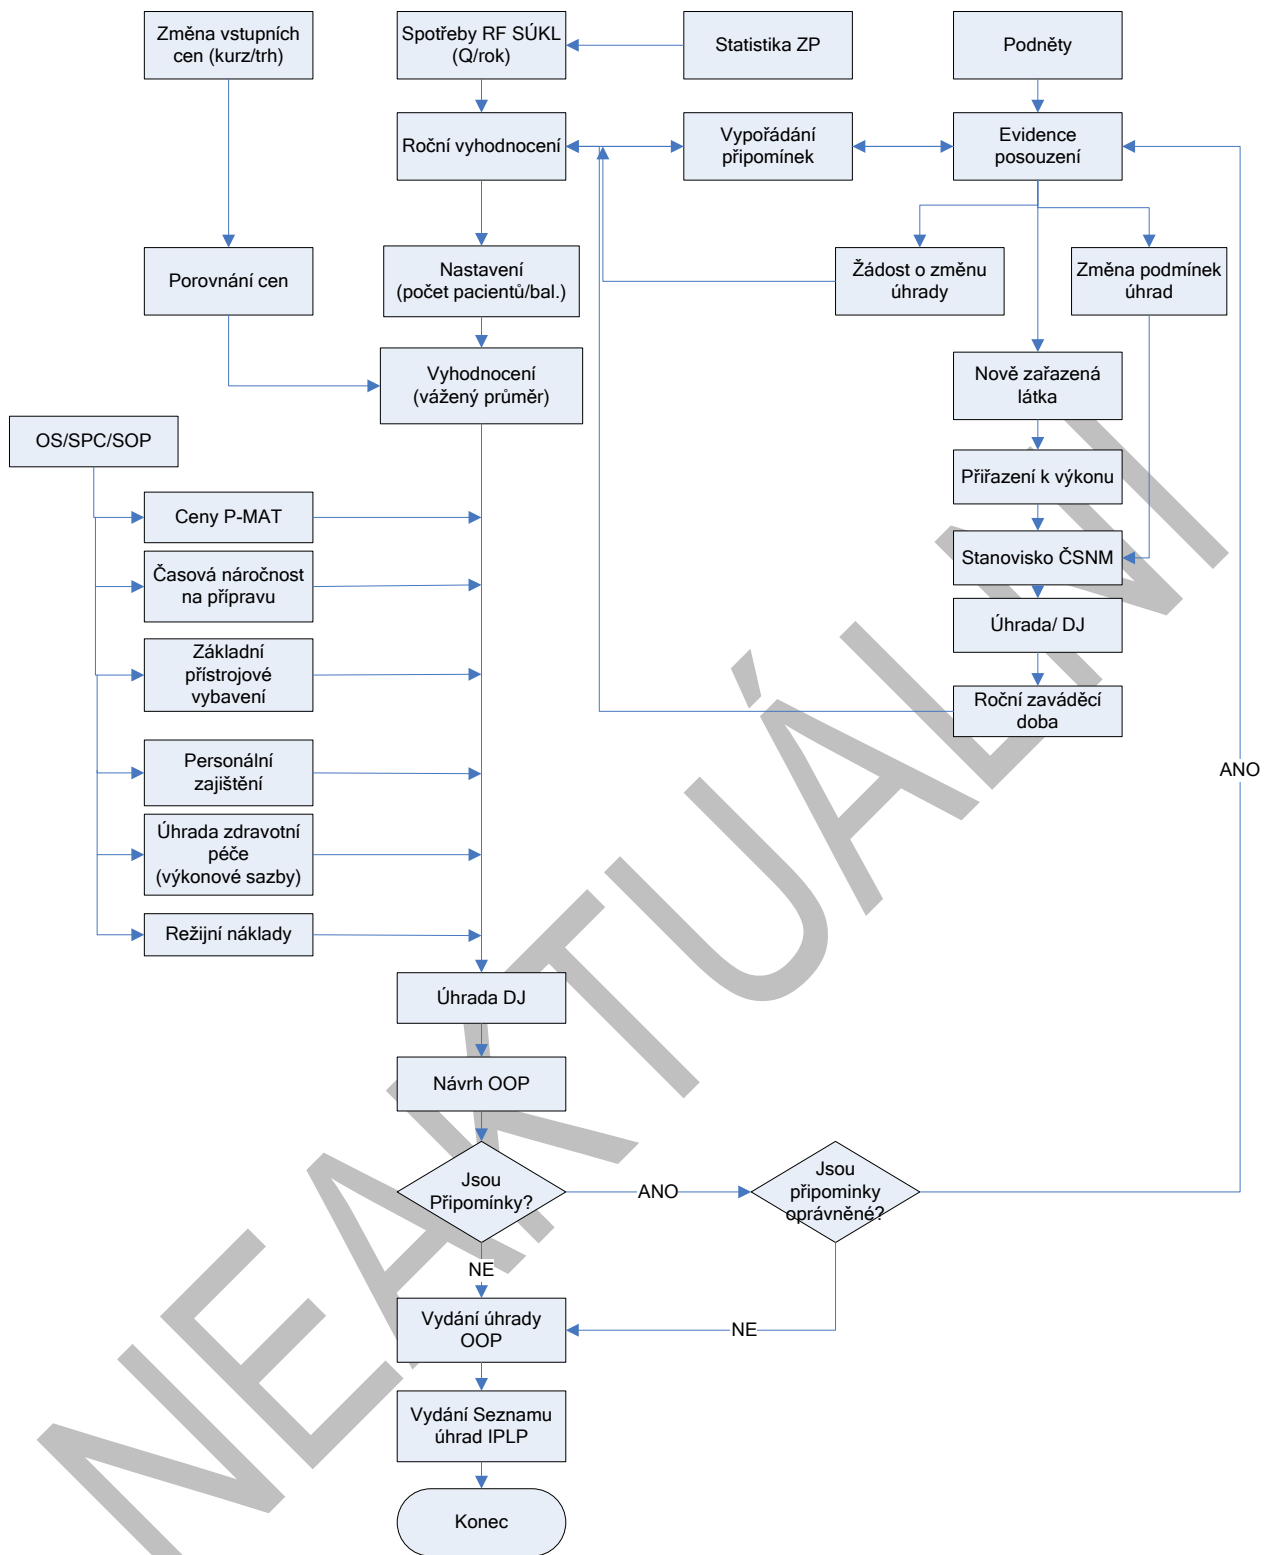 Změna vstupních
cen (kurz/trh)
Spotřeby RF SÚKL
(Q/rok)
Statistika ZP
Podněty
Roční vyhodnocení
Vypořádání
připomínek
Evidence
posouzení
Porovnání cen
Nastavení
(počet pacientů/bal.)
Žádost o změnu
úhrady
Změna podmínek
úhrad
Vyhodnocení
(vážený průměr)
Nově zařazená
látka
OS/SPC/SOP
Přiřazení k výkonu
Ceny P-MAT
Stanovisko ČSNM
Časová náročnost
na přípravu
Úhrada/ DJ
Základní
přístrojové
vybavení
Roční zaváděcí
doba
Personální
zajištění
ANO
Úhrada zdravotní
péče
(výkonové sazby)
Režijní náklady
Úhrada DJ
Návrh OOP
Jsou
Připomínky?
ANO
Jsou
připominky
oprávněné?
NE
Vydání úhrady
OOP
NE
Vydání Seznamu
úhrad IPLP
Konec
NEAKTUÁLNÍ